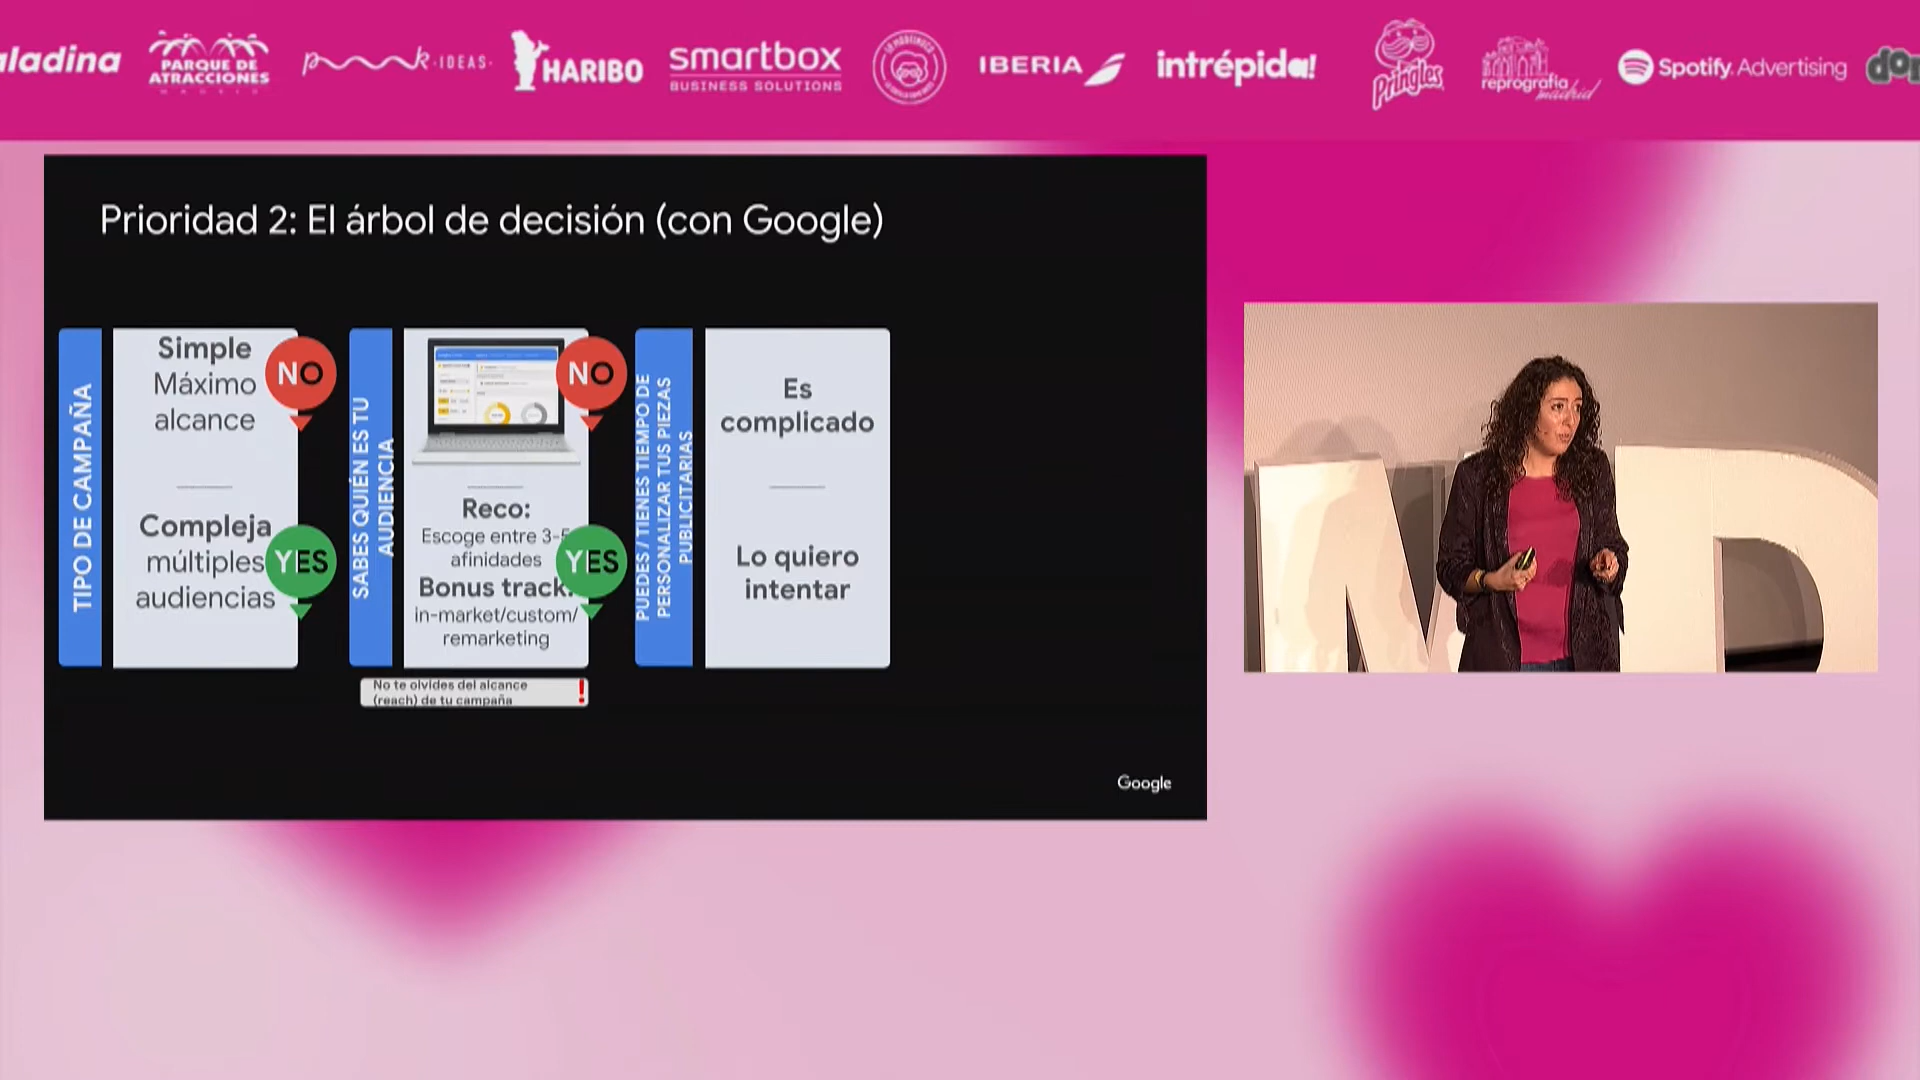 aladina
PARQUE DE
ATRACCIONES
MADRID
punk·IDEAS·
HARIBO
smartbox
BUSINESS SOLUTIONS
IBERIA
intrépida!
Pringles
reprografia
madrid
Spotify Advertising
Prioridad 2: El árbol de decisión (con Google)
TIPO DE CAMPAÑA
Simple
Máximo
alcance
NO
Compleja
múltiples
audiencias
YES
SABES QUIÉN ES TU
AUDIENCIA
NO
Reco:
Escoge entre 3-5
afinidades
YES
Bonus track:
in-market/custom/
remarketing
No te olvides del alcance
(reach) de tu campaña
!
PUEDES / TIENES TIEMPO DE
PERSONALIZAR TUS PIEZAS
PUBLICITARIAS
Es
complicado
Lo quiero
intentar
Google
M D